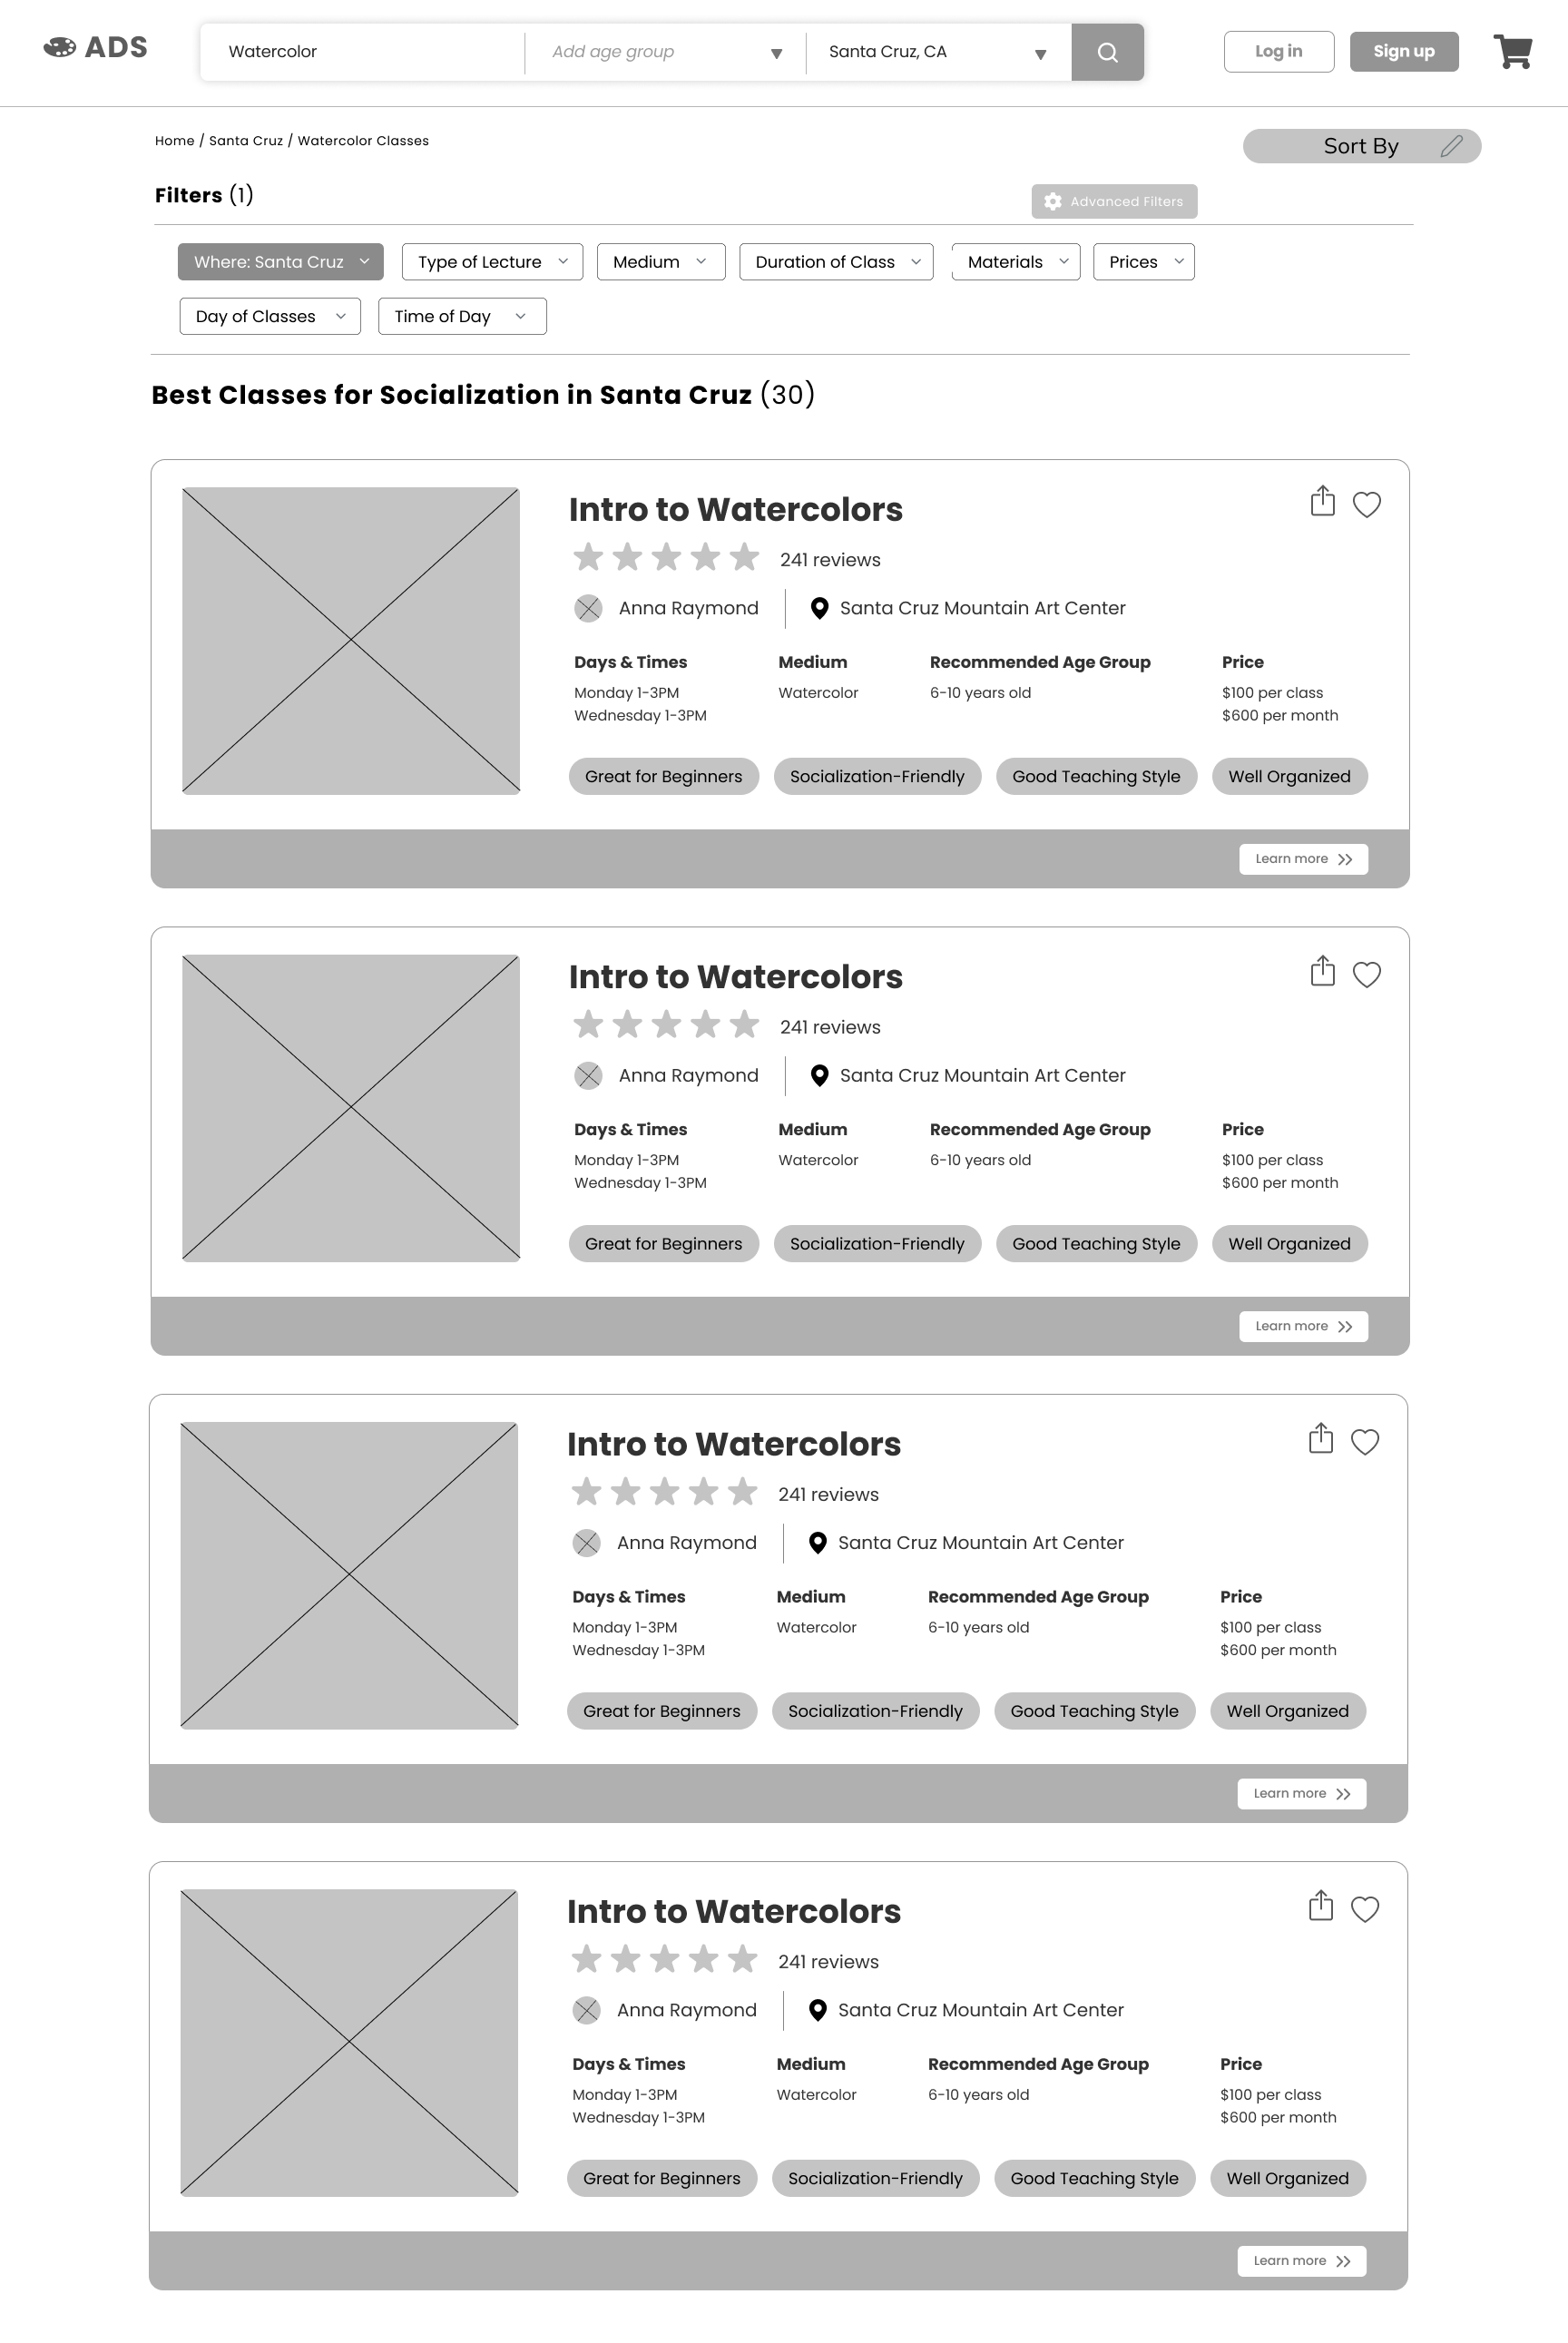 ADS
Watercolor
Add age group
Santa Cruz, CA
Log in
Sign up
Home / Santa Cruz / Watercolor Classes
Sort By
Filters (1)
Advanced Filters
Where: Santa Cruz
Type of Lecture
Medium
Duration of Class
Materials
Prices
Day of Classes
Time of Day
Best Classes for Socialization in Santa Cruz (30)
Intro to Watercolors
241 reviews
Anna Raymond
Santa Cruz Mountain Art Center
Days & Times Medium Recommended Age Group Price
Monday 1-3PM Watercolor 6-10 years old $100 per class
Wednesday 1-3PM $600 per month
Great for Beginners Socialization-Friendly Good Teaching Style Well Organized
Learn more
Intro to Watercolors
241 reviews
Anna Raymond
Santa Cruz Mountain Art Center
Days & Times Medium Recommended Age Group Price
Monday 1-3PM Watercolor 6-10 years old $100 per class
Wednesday 1-3PM $600 per month
Great for Beginners Socialization-Friendly Good Teaching Style Well Organized
Learn more
Intro to Watercolors
241 reviews
Anna Raymond
Santa Cruz Mountain Art Center
Days & Times Medium Recommended Age Group Price
Monday 1-3PM Watercolor 6-10 years old $100 per class
Wednesday 1-3PM $600 per month
Great for Beginners Socialization-Friendly Good Teaching Style Well Organized
Learn more
Intro to Watercolors
241 reviews
Anna Raymond
Santa Cruz Mountain Art Center
Days & Times Medium Recommended Age Group Price
Monday 1-3PM Watercolor 6-10 years old $100 per class
Wednesday 1-3PM $600 per month
Great for Beginners Socialization-Friendly Good Teaching Style Well Organized
Learn more